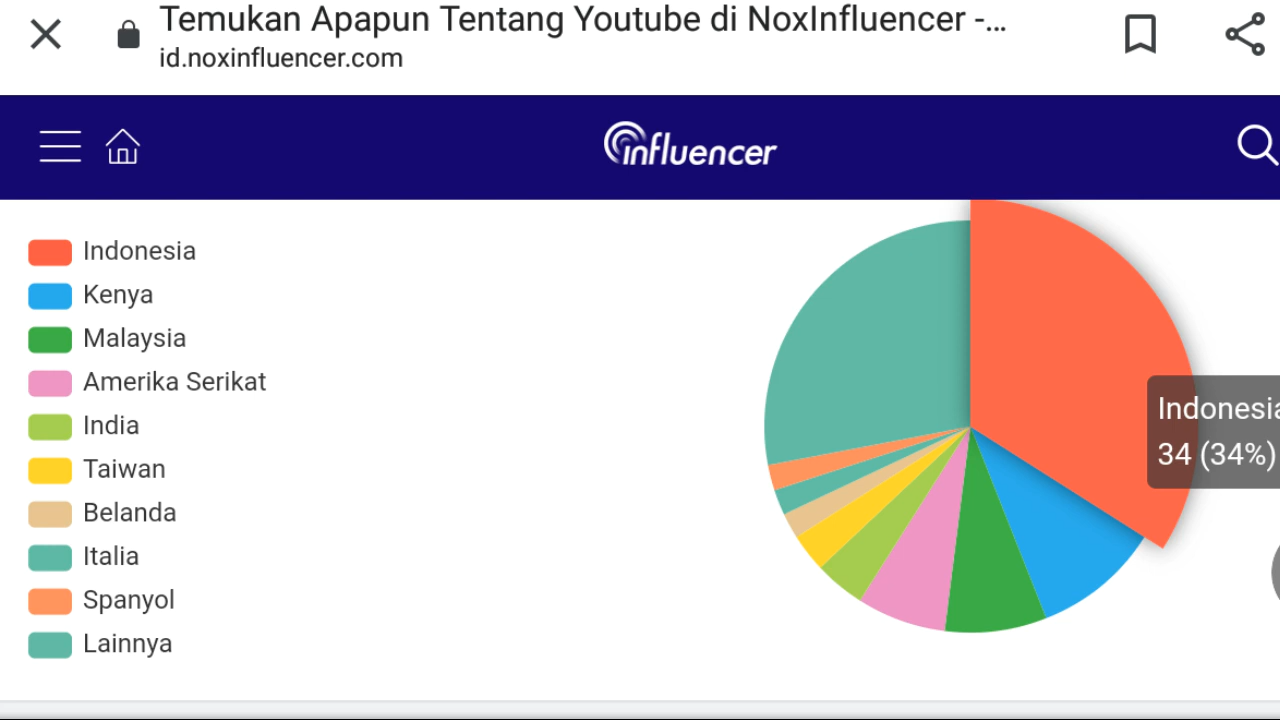 Temukan Apapun Tentang Youtube di NoxInfluencer -...
id.noxinfluencer.com
influencer
Indonesia
Kenya
Malaysia
Amerika Serikat
India
Taiwan
Belanda
Italia
Spanyol
Lainnya
Indonesia
34 (34%)